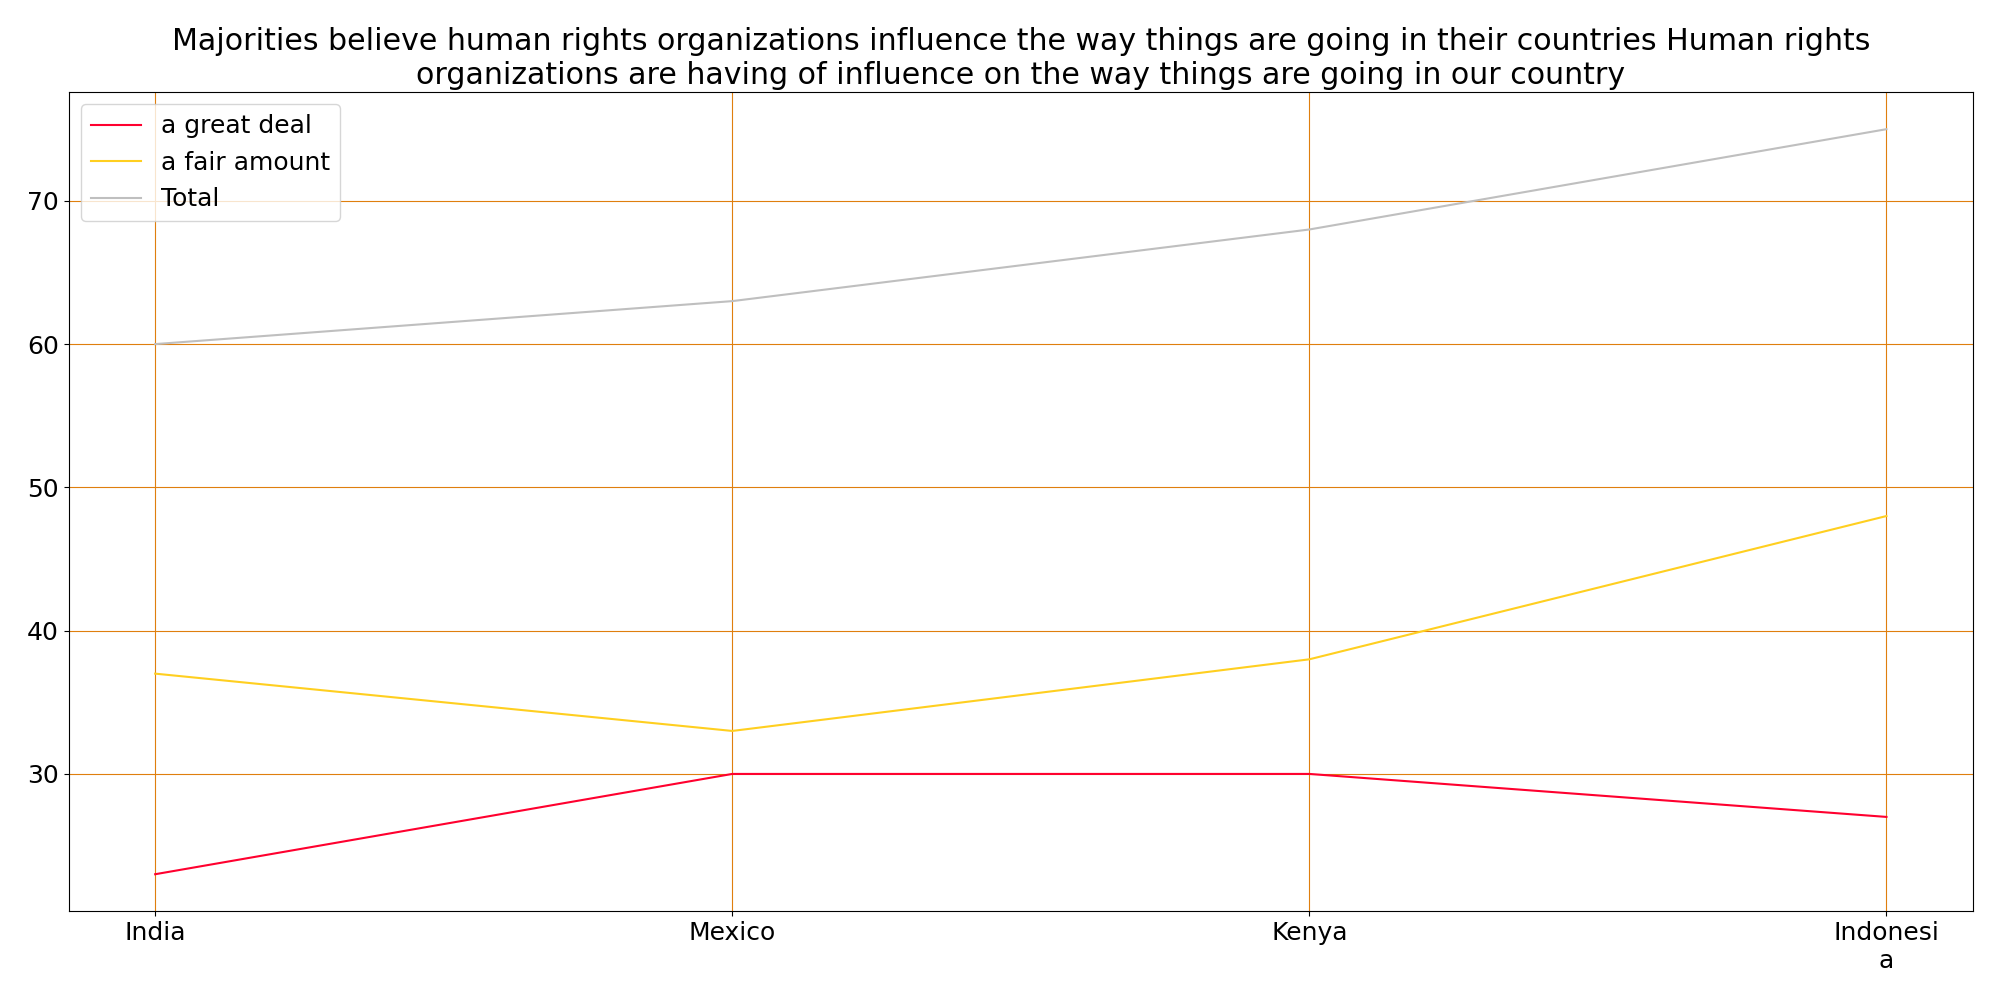 Majorities believe human rights organizations influence the way things are going in their countries Human rights
organizations are having of influence on the way things are going in our country
a great deal
a fair amount
Total
70
60
50
40
30
India
Mexico
Kenya
Indonesi
a